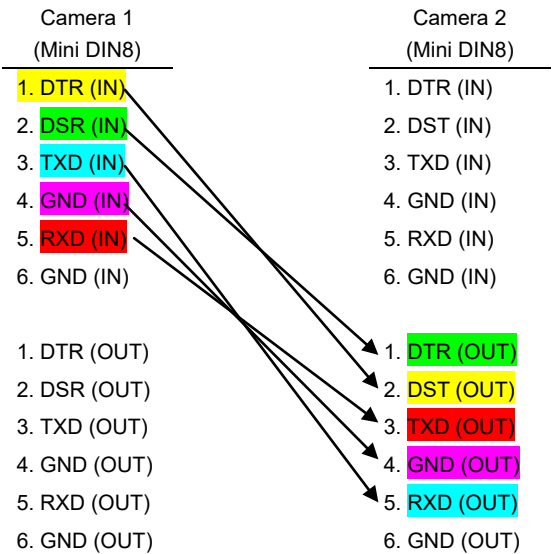 Camera 1
(Mini DIN8)
1. DTR (IN)
2. DSR (IN)
3. TXD (IN)
4. GND (IN)
5. RXD (IN)
6. GND (IN)
1. DTR (OUT)
2. DSR (OUT)
3. TXD (OUT)
4. GND (OUT)
5. RXD (OUT)
6. GND (OUT)
Camera 2
(Mini DIN8)
1. DTR (IN)
2. DST (IN)
3. TXD (IN)
4. GND (IN)
5. RXD (IN)
6. GND (IN)
1. DTR (OUT)
2. DST (OUT)
3. TXD (OUT)
4. GND (OUT)
5. RXD (OUT)
6. GND (OUT)